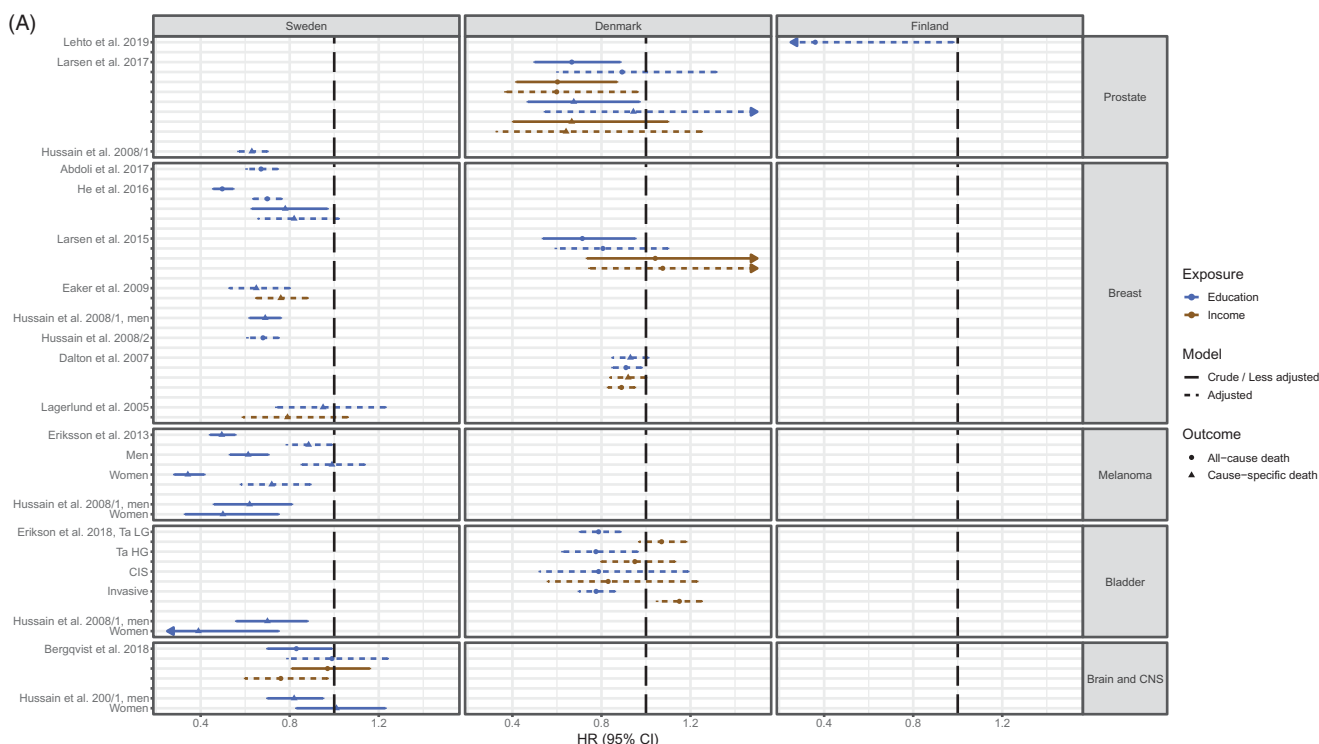 (A)
Sweden
Denmark
Finland
Lehto et al. 2019
Larsen et al. 2017
Hussain et al. 2008/1
Prostate
Abdoli et al. 2017
He et al. 2016
Larsen et al. 2015
Eaker et al. 2009
Hussain et al. 2008/1, men
Hussain et al. 2008/2
Dalton et al. 2007
Lagerlund et al. 2005
Breast
Eriksson et al. 2013
Men
Women
Hussain et al. 2008/1, men
Women
Melanoma
Erikson et al. 2018, Ta LG
Ta HG
CIS
Invasive
Hussain et al. 2008/1, men
Women
Bladder
Bergqvist et al. 2018
Hussain et al. 200/1, men
Women
Brain and CNS
0.4 0.8 1.2
0.4 0.8 1.2
0.4 0.8 1.2
HR (95% CI)
Exposure
Education
Income
Model
Crude / Less adjusted
Adjusted
Outcome
All−cause death
Cause−specific death